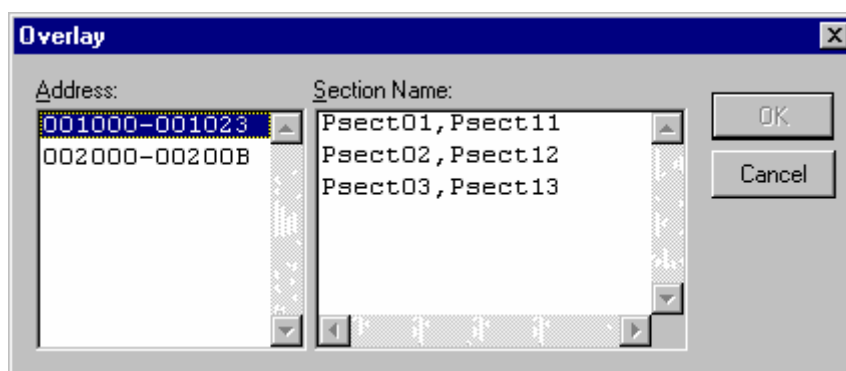 Overlay
Address:
001000-001023
002000-00200B
Section Name:
Psect01,Psect11
Psect02,Psect12
Psect03,Psect13
OK
Cancel